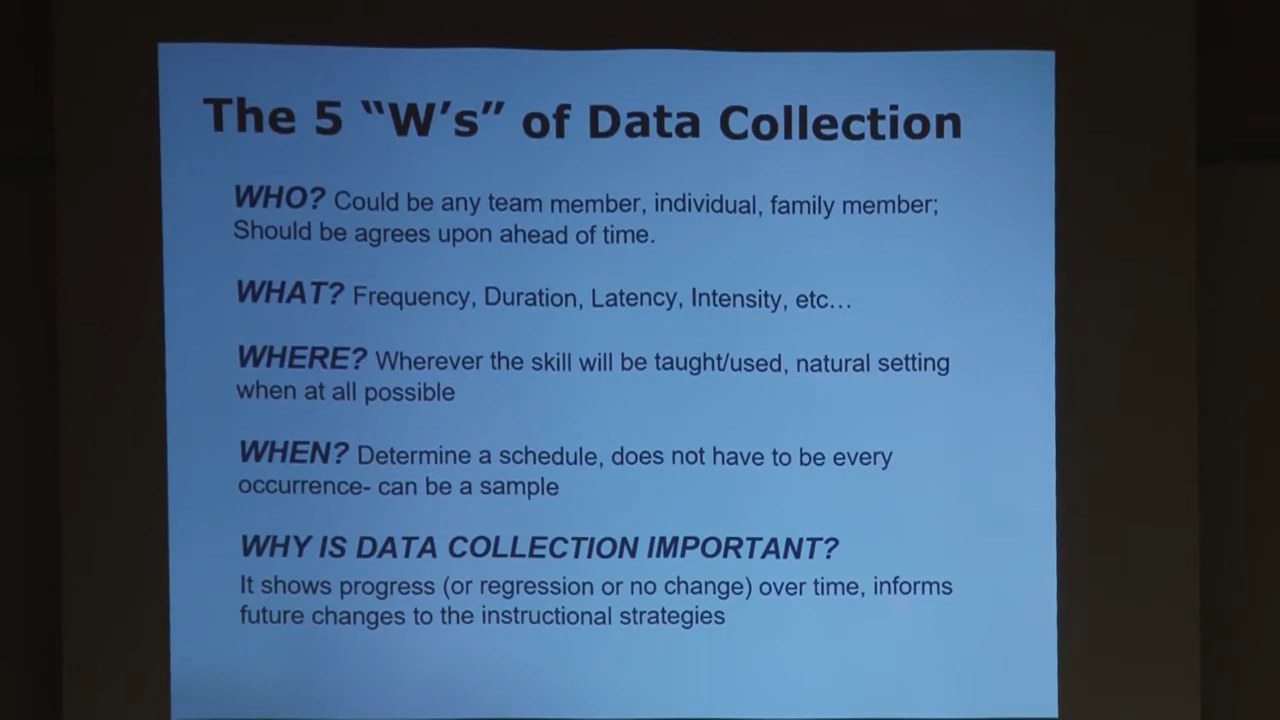 The 5 “W’s” of Data Collection
WHO? Could be any team member, individual, family member;
Should be agrees upon ahead of time.
WHAT? Frequency, Duration, Latency, Intensity, etc…
WHERE? Wherever the skill will be taught/used, natural setting
when at all possible
WHEN? Determine a schedule, does not have to be every
occurrence- can be a sample
WHY IS DATA COLLECTION IMPORTANT?
It shows progress (or regression or no change) over time, informs
future changes to the instructional strategies